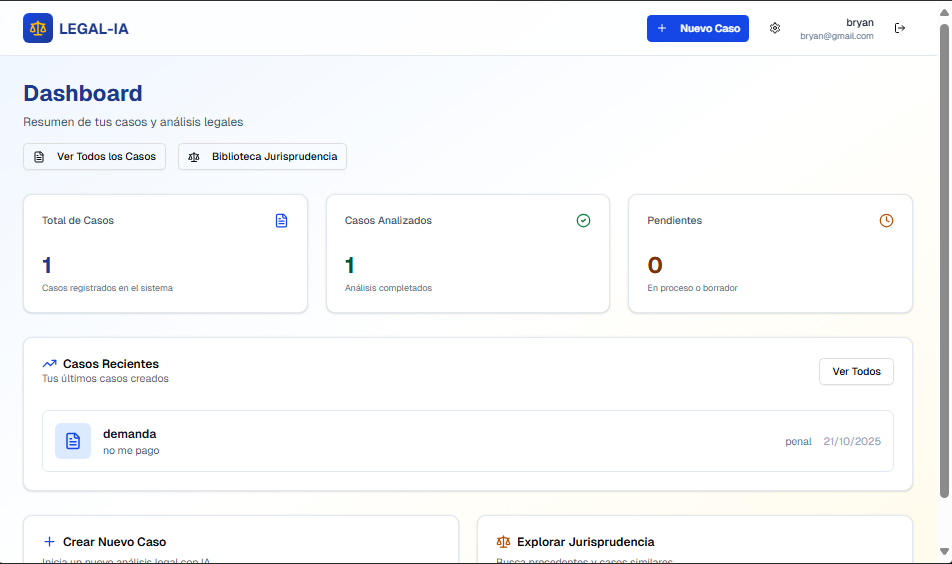 LEGAL-IA
+ Nuevo Caso
bryan
bryan@gmail.com
Dashboard
Resumen de tus casos y análisis legales
Ver Todos los Casos
Biblioteca Jurisprudencia
Total de Casos
1
Casos registrados en el sistema
Casos Analizados
1
Análisis completados
Pendientes
0
En proceso o borrador
Casos Recientes
Tus últimos casos creados
Ver Todos
demanda
no me pago
penal 21/10/2025
+ Crear Nuevo Caso
Inicia un nuevo análisis legal con IA
Explorar Jurisprudencia
Busca precedentes y casos similares